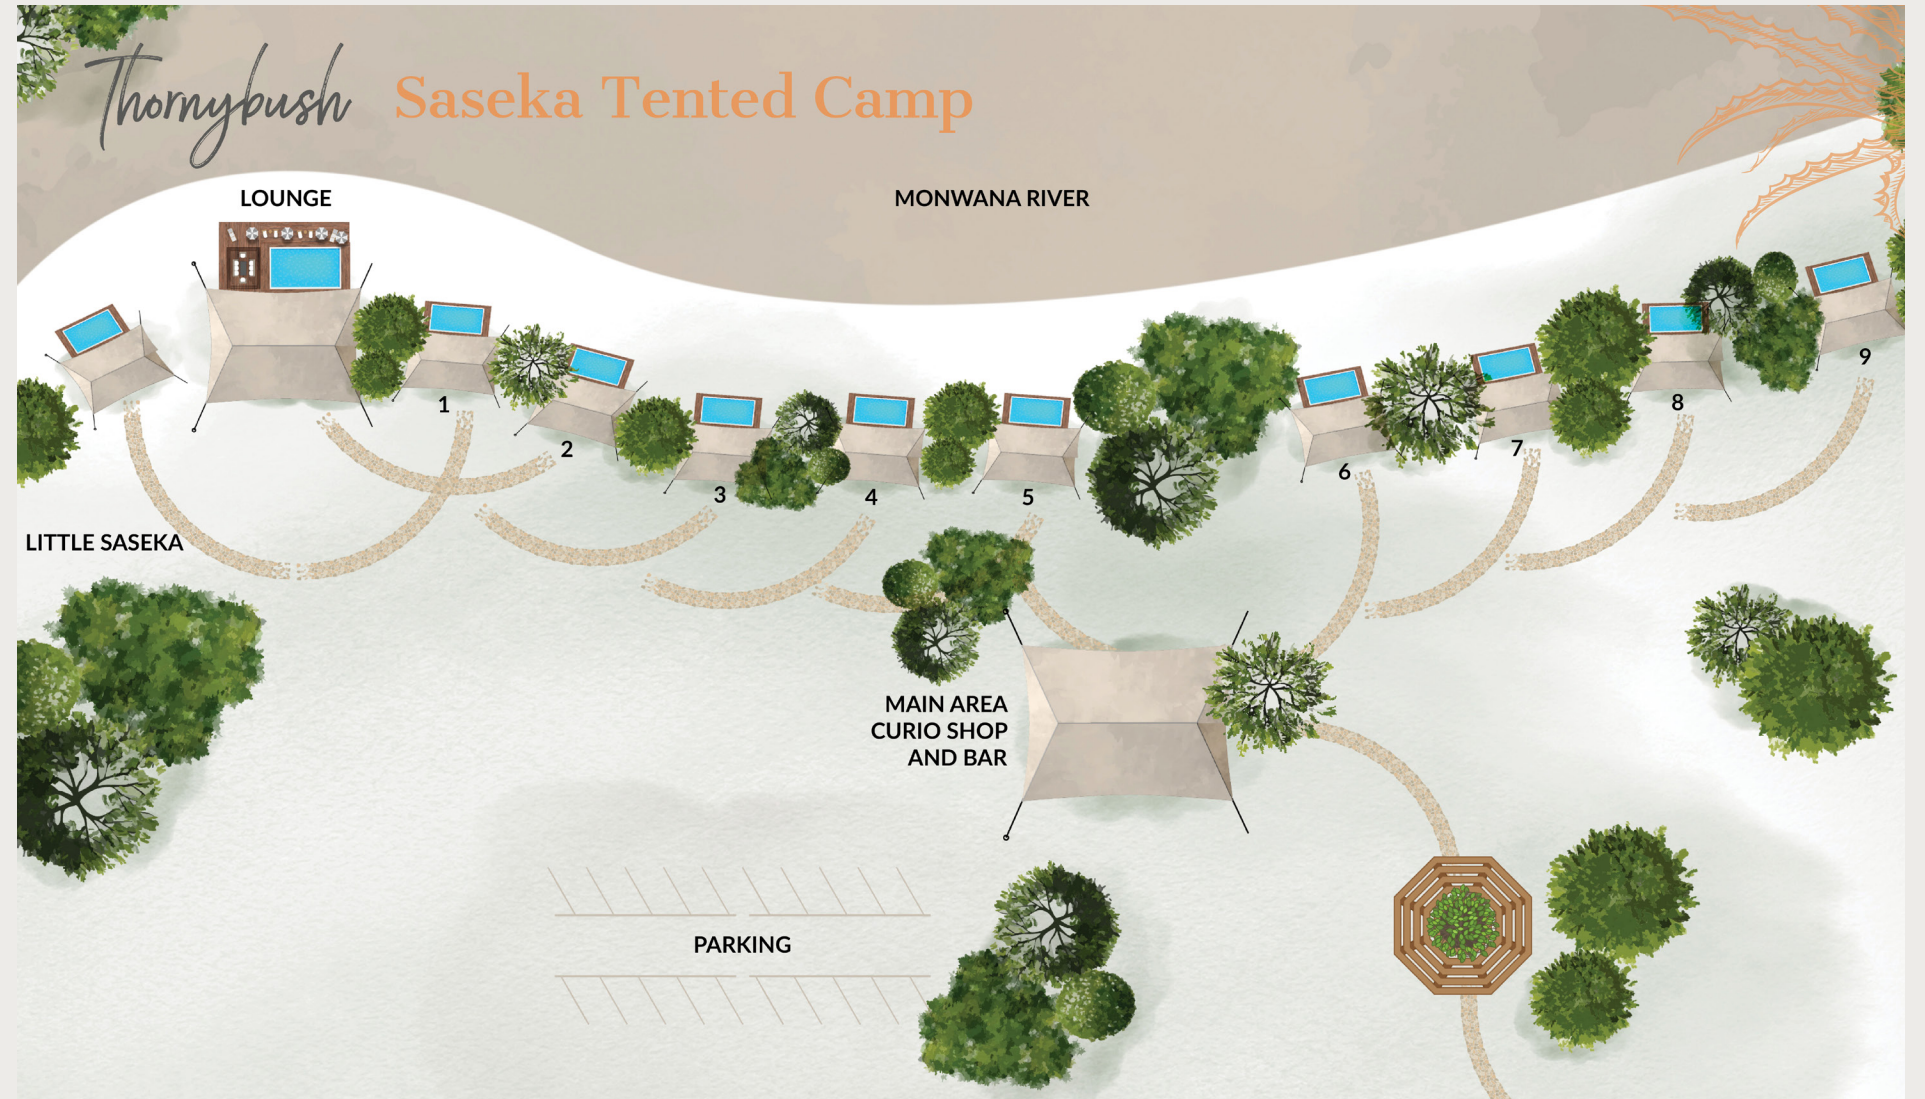 Thornybush
Saseka Tented Camp
LOUNGE
MONWANA RIVER
1
2
3
4
5
6
7
8
9
LITTLE SASEKA
MAIN AREA
CURIO SHOP
AND BAR
PARKING